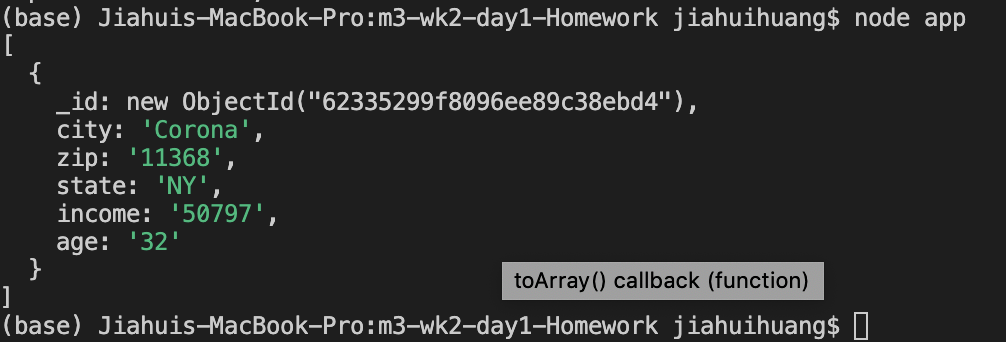 (base) Jiahuis-MacBook-Pro:m3-wk2-day1-Homework jiahuihuang$ node app
[
  {
    _id: new ObjectId("62335299f8096ee89c38ebd4"),
    city: 'Corona',
    zip: '11368',
    state: 'NY',
    income: '50797',
    age: '32'
  }
toArray() callback (function)
]
(base) Jiahuis-MacBook-Pro:m3-wk2-day1-Homework jiahuihuang$